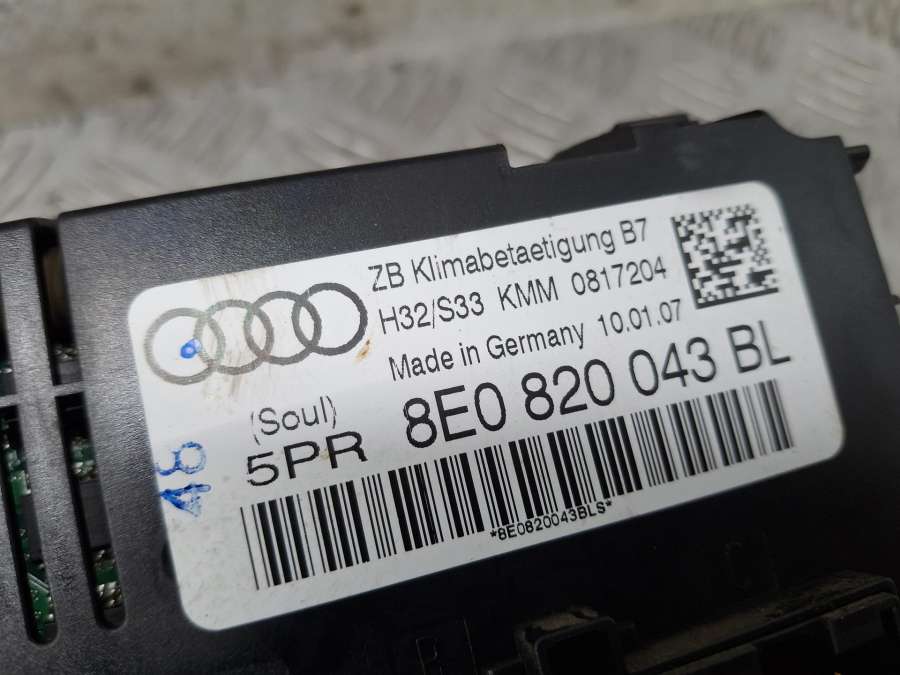 ZB Klimabetaetigung B7
H32/S33 KMM 0817204
Made in Germany 10.01.07
(Soul)
5PR 8E0 820 043 BL
*8E0820043BLS*